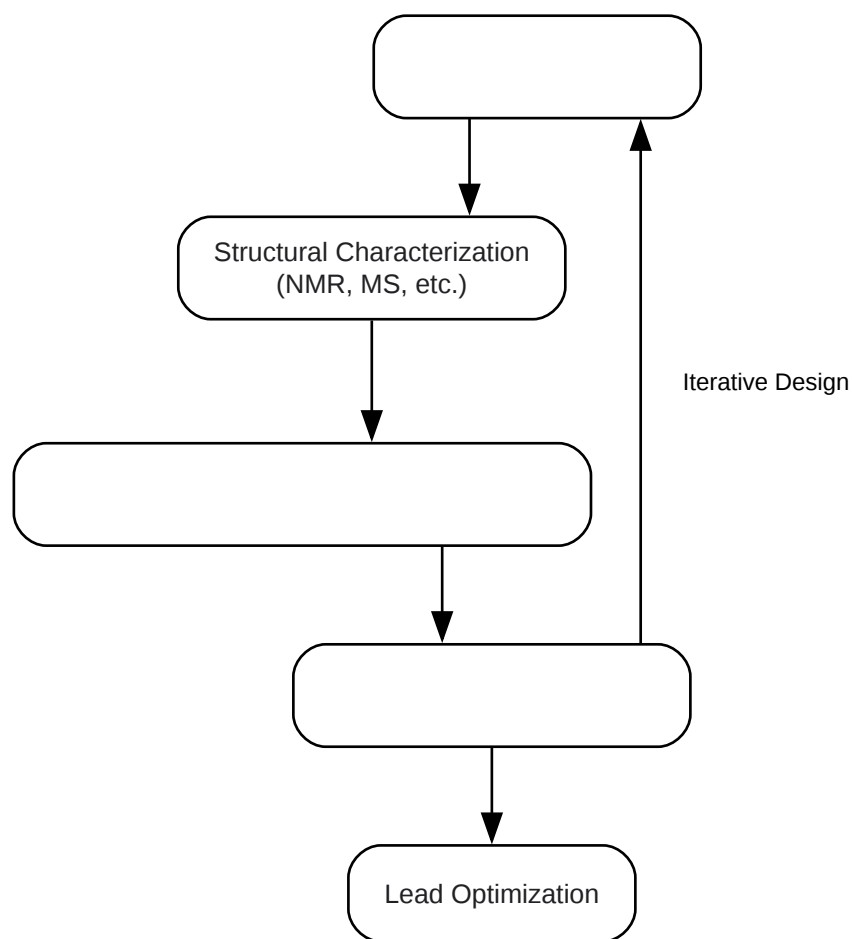 Structural Characterization
(NMR, MS, etc.)
Iterative Design
Lead Optimization